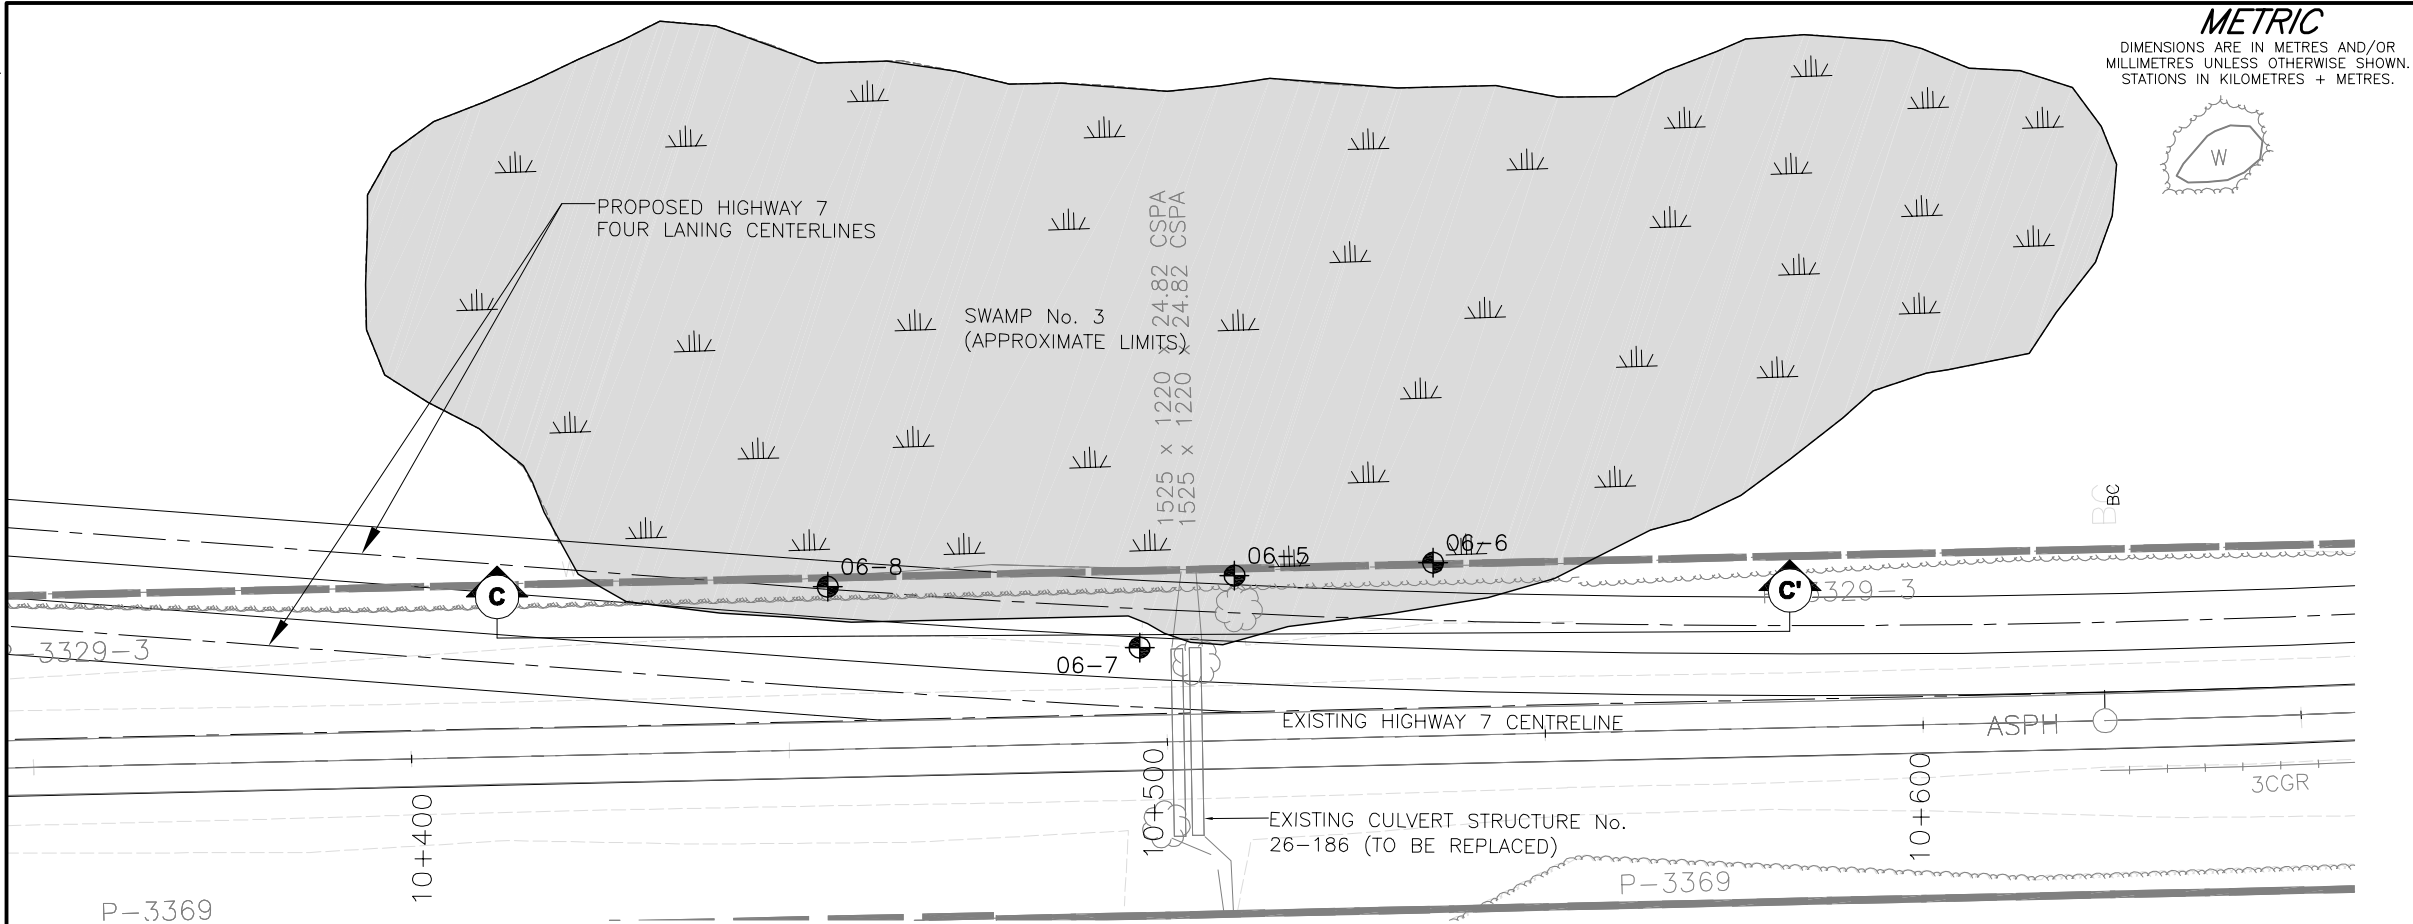 METRIC
DIMENSIONS ARE IN METRES AND/OR
MILLIMETRES UNLESS OTHERWISE SHOWN.
STATIONS IN KILOMETRES + METRES.
W
PROPOSED HIGHWAY 7
FOUR LANING CENTERLINES
1525 x 1220 x 24.82 CSPA
1525 x 1220 x 24.82 CSPA
SWAMP No. 3
(APPROXIMATE LIMITS)
BC
BC
06-8
06-5
06-6
C
C'
3329-3
P-3329-3
06-7
EXISTING HIGHWAY 7 CENTRELINE
ASPH
3CGR
10+400
10+500
10+600
EXISTING CULVERT STRUCTURE No.
26-186 (TO BE REPLACED)
P-3369
P-3369